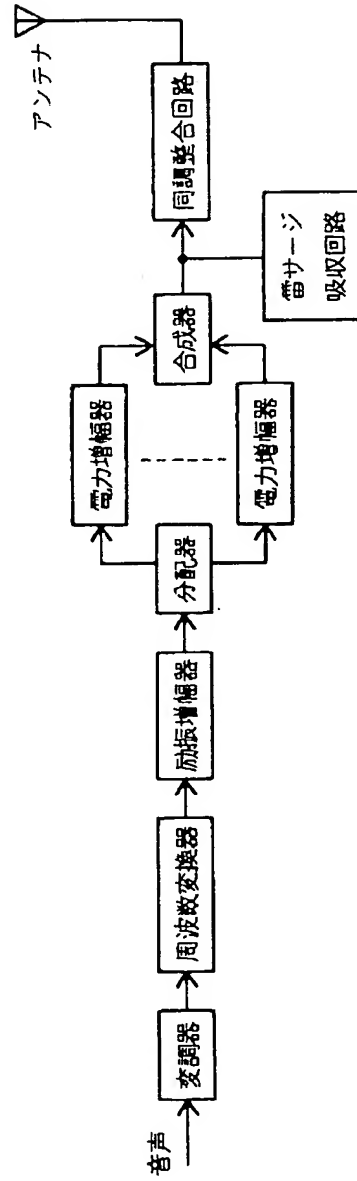 音声
変調器
周波数変換器
励振増幅器
分配器
電力増幅器
電力増幅器
合成器
雷サージ
吸収回路
同調整合回路
アンテナ